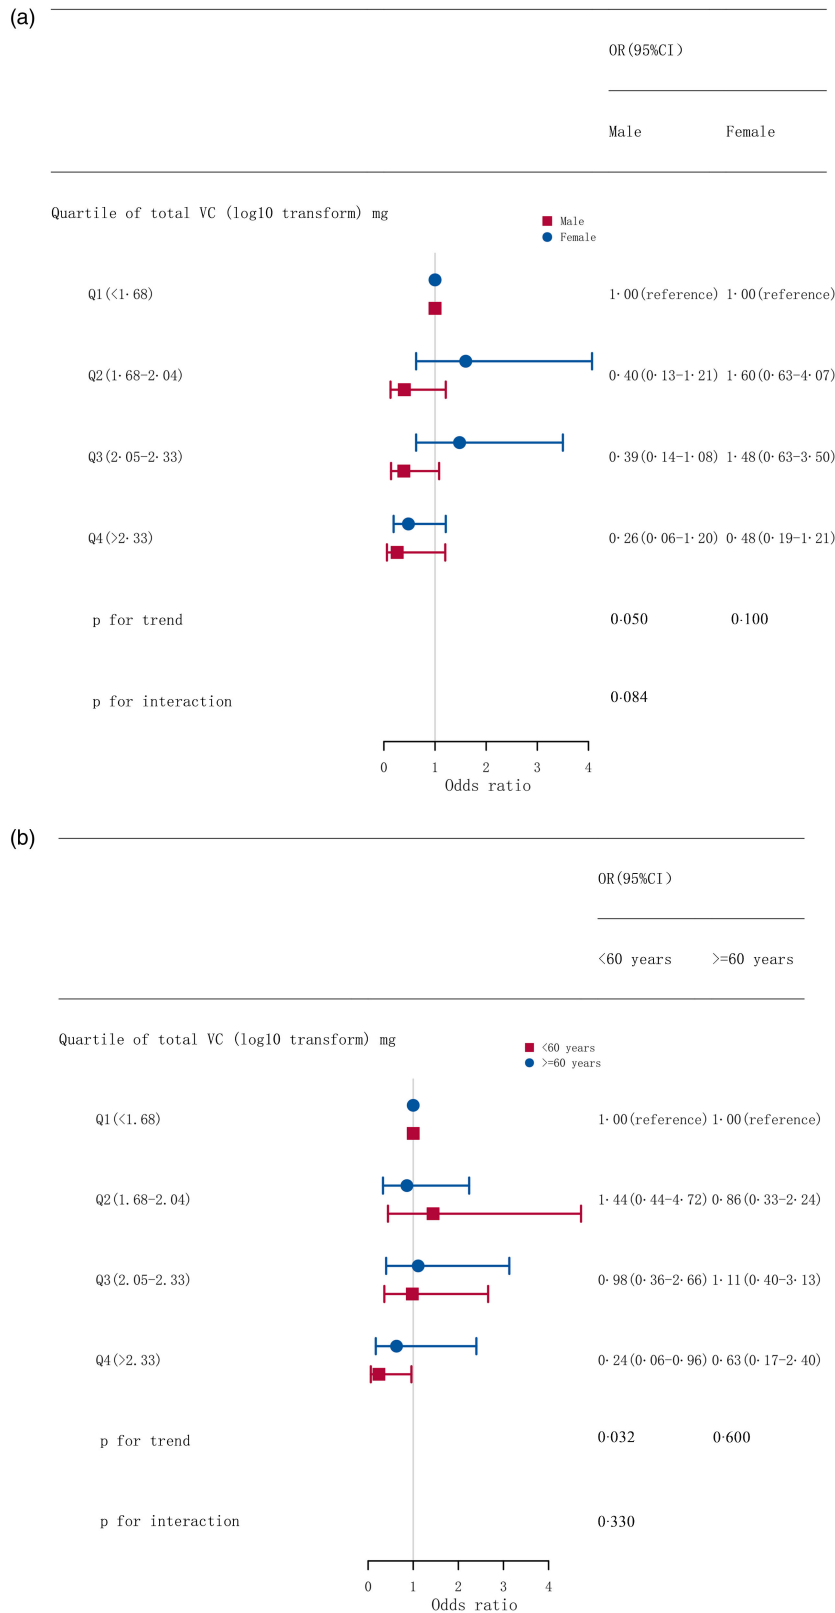 (a)
OR(95%CI)
Male Female
Quartile of total VC (log10 transform) mg
Male
Female
Q1(<1·68) 1·00(reference) 1·00(reference)
Q2(1·68-2·04) 0·40(0·13-1·21) 1·60(0·63-4·07)
Q3(2·05-2·33) 0·39(0·14-1·08) 1·48(0·63-3·50)
Q4(>2·33) 0·26(0·06-1·20) 0·48(0·19-1·21)
p for trend 0·050 0·100
p for interaction 0·084
0 1 2 3 4
Odds ratio
(b)
OR(95%CI)
<60 years >=60 years
Quartile of total VC (log10 transform) mg
<60 years
>=60 years
Q1(<1.68) 1·00(reference) 1·00(reference)
Q2(1.68-2.04) 1·44(0·44-4·72) 0·86(0·33-2·24)
Q3(2.05-2.33) 0·98(0·36-2·66) 1·11(0·40-3·13)
Q4(>2.33) 0·24(0·06-0·96) 0·63(0·17-2·40)
p for trend 0·032 0·600
p for interaction 0·330
0 1 2 3 4
Odds ratio